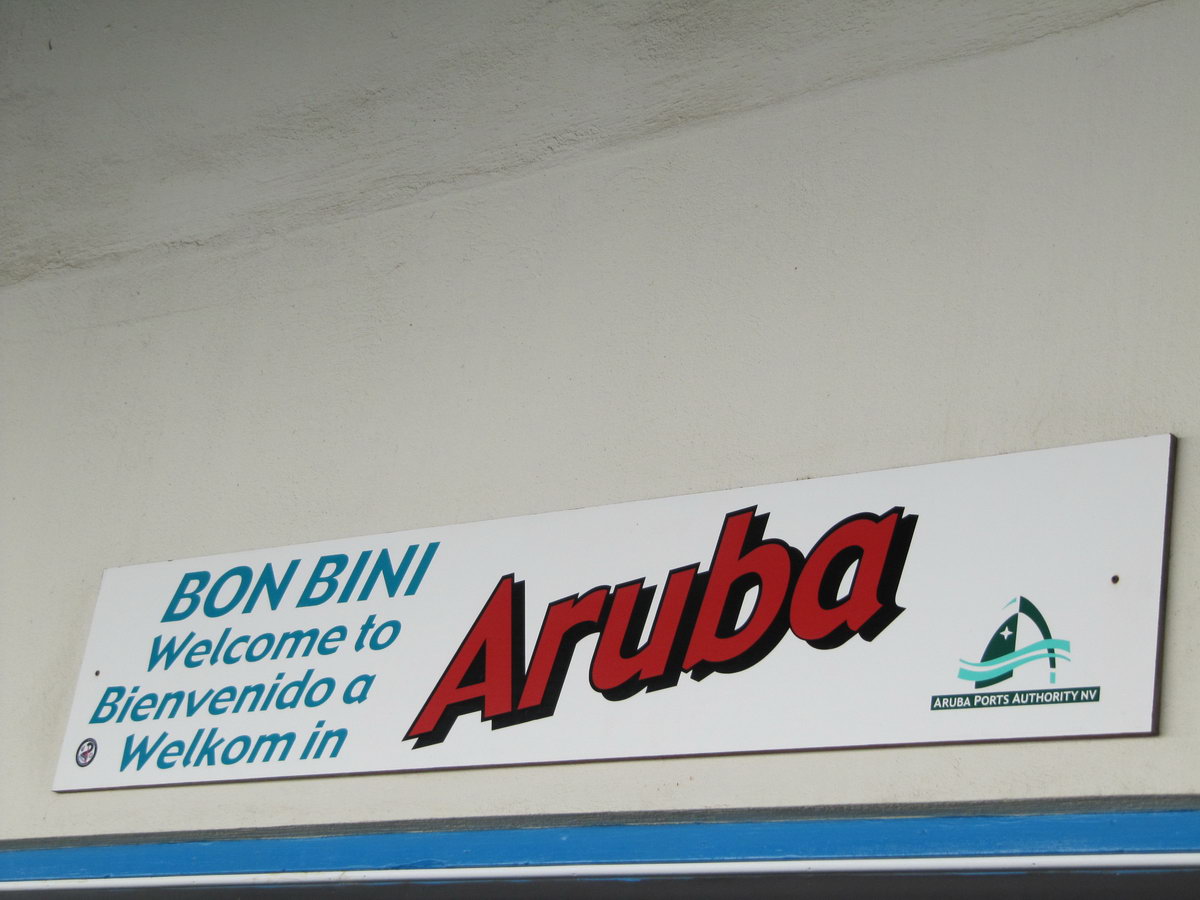 BON BINI
Welcome to
Bienvenido a
Welkom in
Aruba
ARUBA PORTS AUTHORITY NV